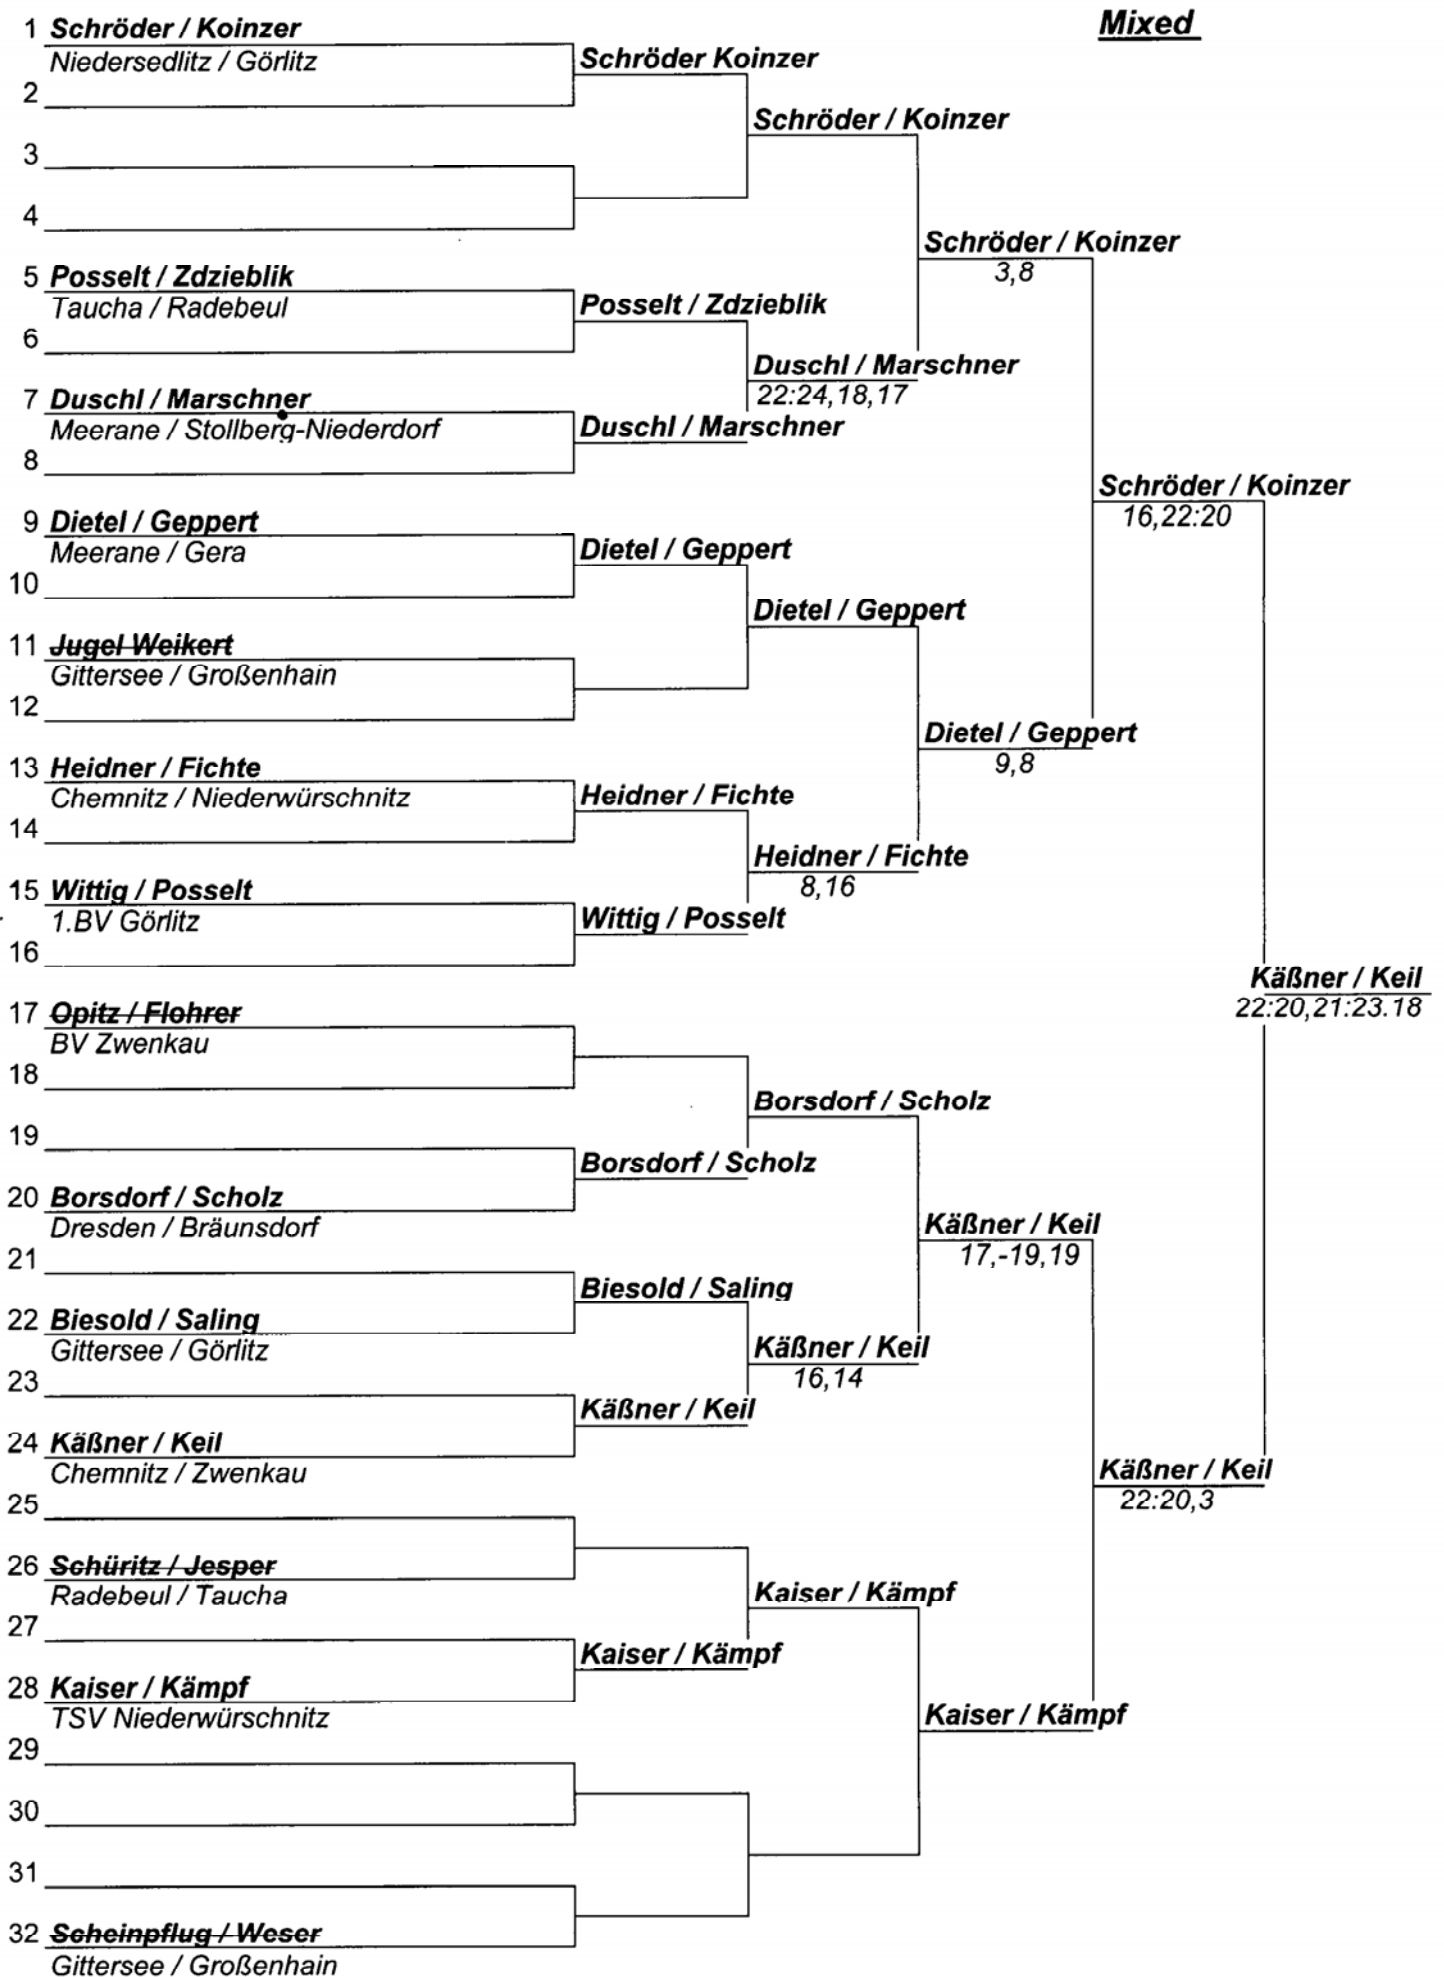 Mixed
1 Schröder / Koinzer
Niedersedlitz / Görlitz
2
3
4
5 Posselt / Zdzieblik
Taucha / Radebeul
6
7 Duschl / Marschner
Meerane / Stollberg-Niederdorf
8
9 Dietel / Geppert
Meerane / Gera
10
11 Jugel Weikert
Gittersee / Großenhain
12
13 Heidner / Fichte
Chemnitz / Niederwürschnitz
14
15 Wittig / Posselt
1.BV Görlitz
16
17 Opitz / Flohrer
BV Zwenkau
18
19
20 Borsdorf / Scholz
Dresden / Bräunsdorf
21
22 Biesold / Saling
Gittersee / Görlitz
23
24 Käßner / Keil
Chemnitz / Zwenkau
25
26 Schüritz / Jesper
Radebeul / Taucha
27
28 Kaiser / Kämpf
TSV Niederwürschnitz
29
30
31
32 Scheinpflug / Weser
Gittersee / Großenhain
Schröder Koinzer
Posselt / Zdzieblik
Duschl / Marschner
Dietel / Geppert
Heidner / Fichte
Wittig / Posselt
Borsdorf / Scholz
Biesold / Saling
Käßner / Keil
Kaiser / Kämpf
Schröder / Koinzer
Duschl / Marschner
22:24,18,17
Dietel / Geppert
Heidner / Fichte
8,16
Borsdorf / Scholz
Käßner / Keil
16,14
Kaiser / Kämpf
Schröder / Koinzer
3,8
Dietel / Geppert
9,8
Käßner / Keil
17,-19,19
Kaiser / Kämpf
Schröder / Koinzer
16,22:20
Käßner / Keil
22:20,3
Käßner / Keil
22:20,21:23.18